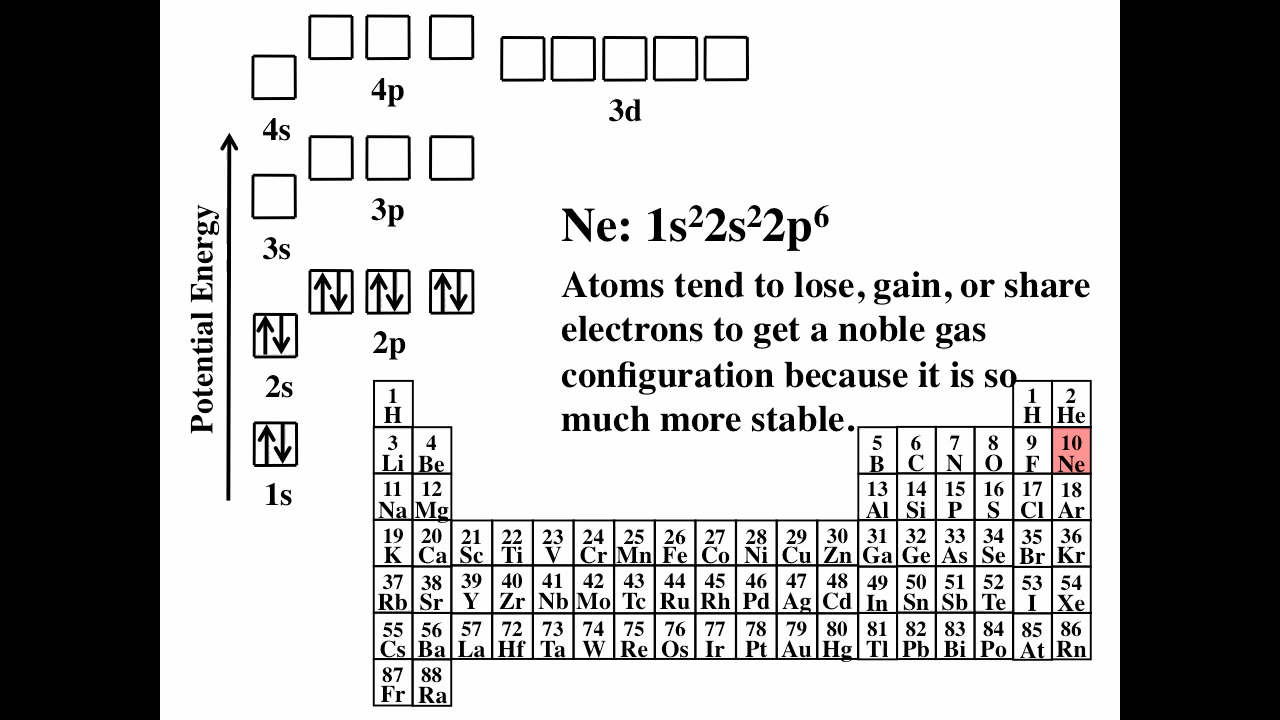 4p
3d
4s
3p
3s
Potential Energy
2p
2s
1s
Ne: 1s²2s²2p⁶
Atoms tend to lose, gain, or share
electrons to get a noble gas
configuration because it is so
much more stable.
1 1 2
H H He
3 4 5 6 7 8 9 10
Li Be B C N O F Ne
11 12 13 14 15 16 17 18
Na Mg Al Si P S Cl Ar
19 20 21 22 23 24 25 26 27 28 29 30 31 32 33 34 35 36
K Ca Sc Ti V Cr Mn Fe Co Ni Cu Zn Ga Ge As Se Br Kr
37 38 39 40 41 42 43 44 45 46 47 48 49 50 51 52 53 54
Rb Sr Y Zr Nb Mo Tc Ru Rh Pd Ag Cd In Sn Sb Te I Xe
55 56 57 72 73 74 75 76 77 78 79 80 81 82 83 84 85 86
Cs Ba La Hf Ta W Re Os Ir Pt Au Hg Tl Pb Bi Po At Rn
87 88
Fr Ra